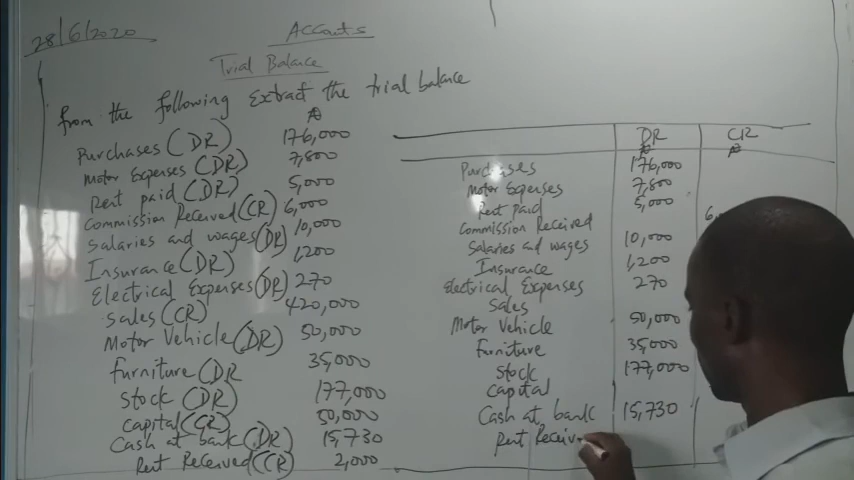 28/6/2020
Accounts
Trial Balance
from the following extract the trial balance
₦
Purchases (DR) 176,000
Motor Expenses (DR) 7,800
Rent paid (DR) 5,000
Commission Received (CR) 6,000
Salaries and wages (DR) 10,000
Insurance (DR) 1,200
Electrical Expenses (DR) 270
Sales (CR) 420,000
Motor Vehicle (DR) 50,000
furniture (DR 35,000
Stock (DR) 177,000
Capital (CR) 50,000
Cash at bank (DR) 15,730
Rent Received (CR) 2,000
DR CR
₦ ₦
Purchases 176,000
Motor Expenses 7,800
Rent Paid 5,000
Commission Received 6,
Salaries and wages 10,000
Insurance 1,200
Electrical Expenses 270
Sales
Motor Vehicle 50,000
furniture 35,000
Stock 177,000
Capital
Cash at bank 15,730
Rent Receiv